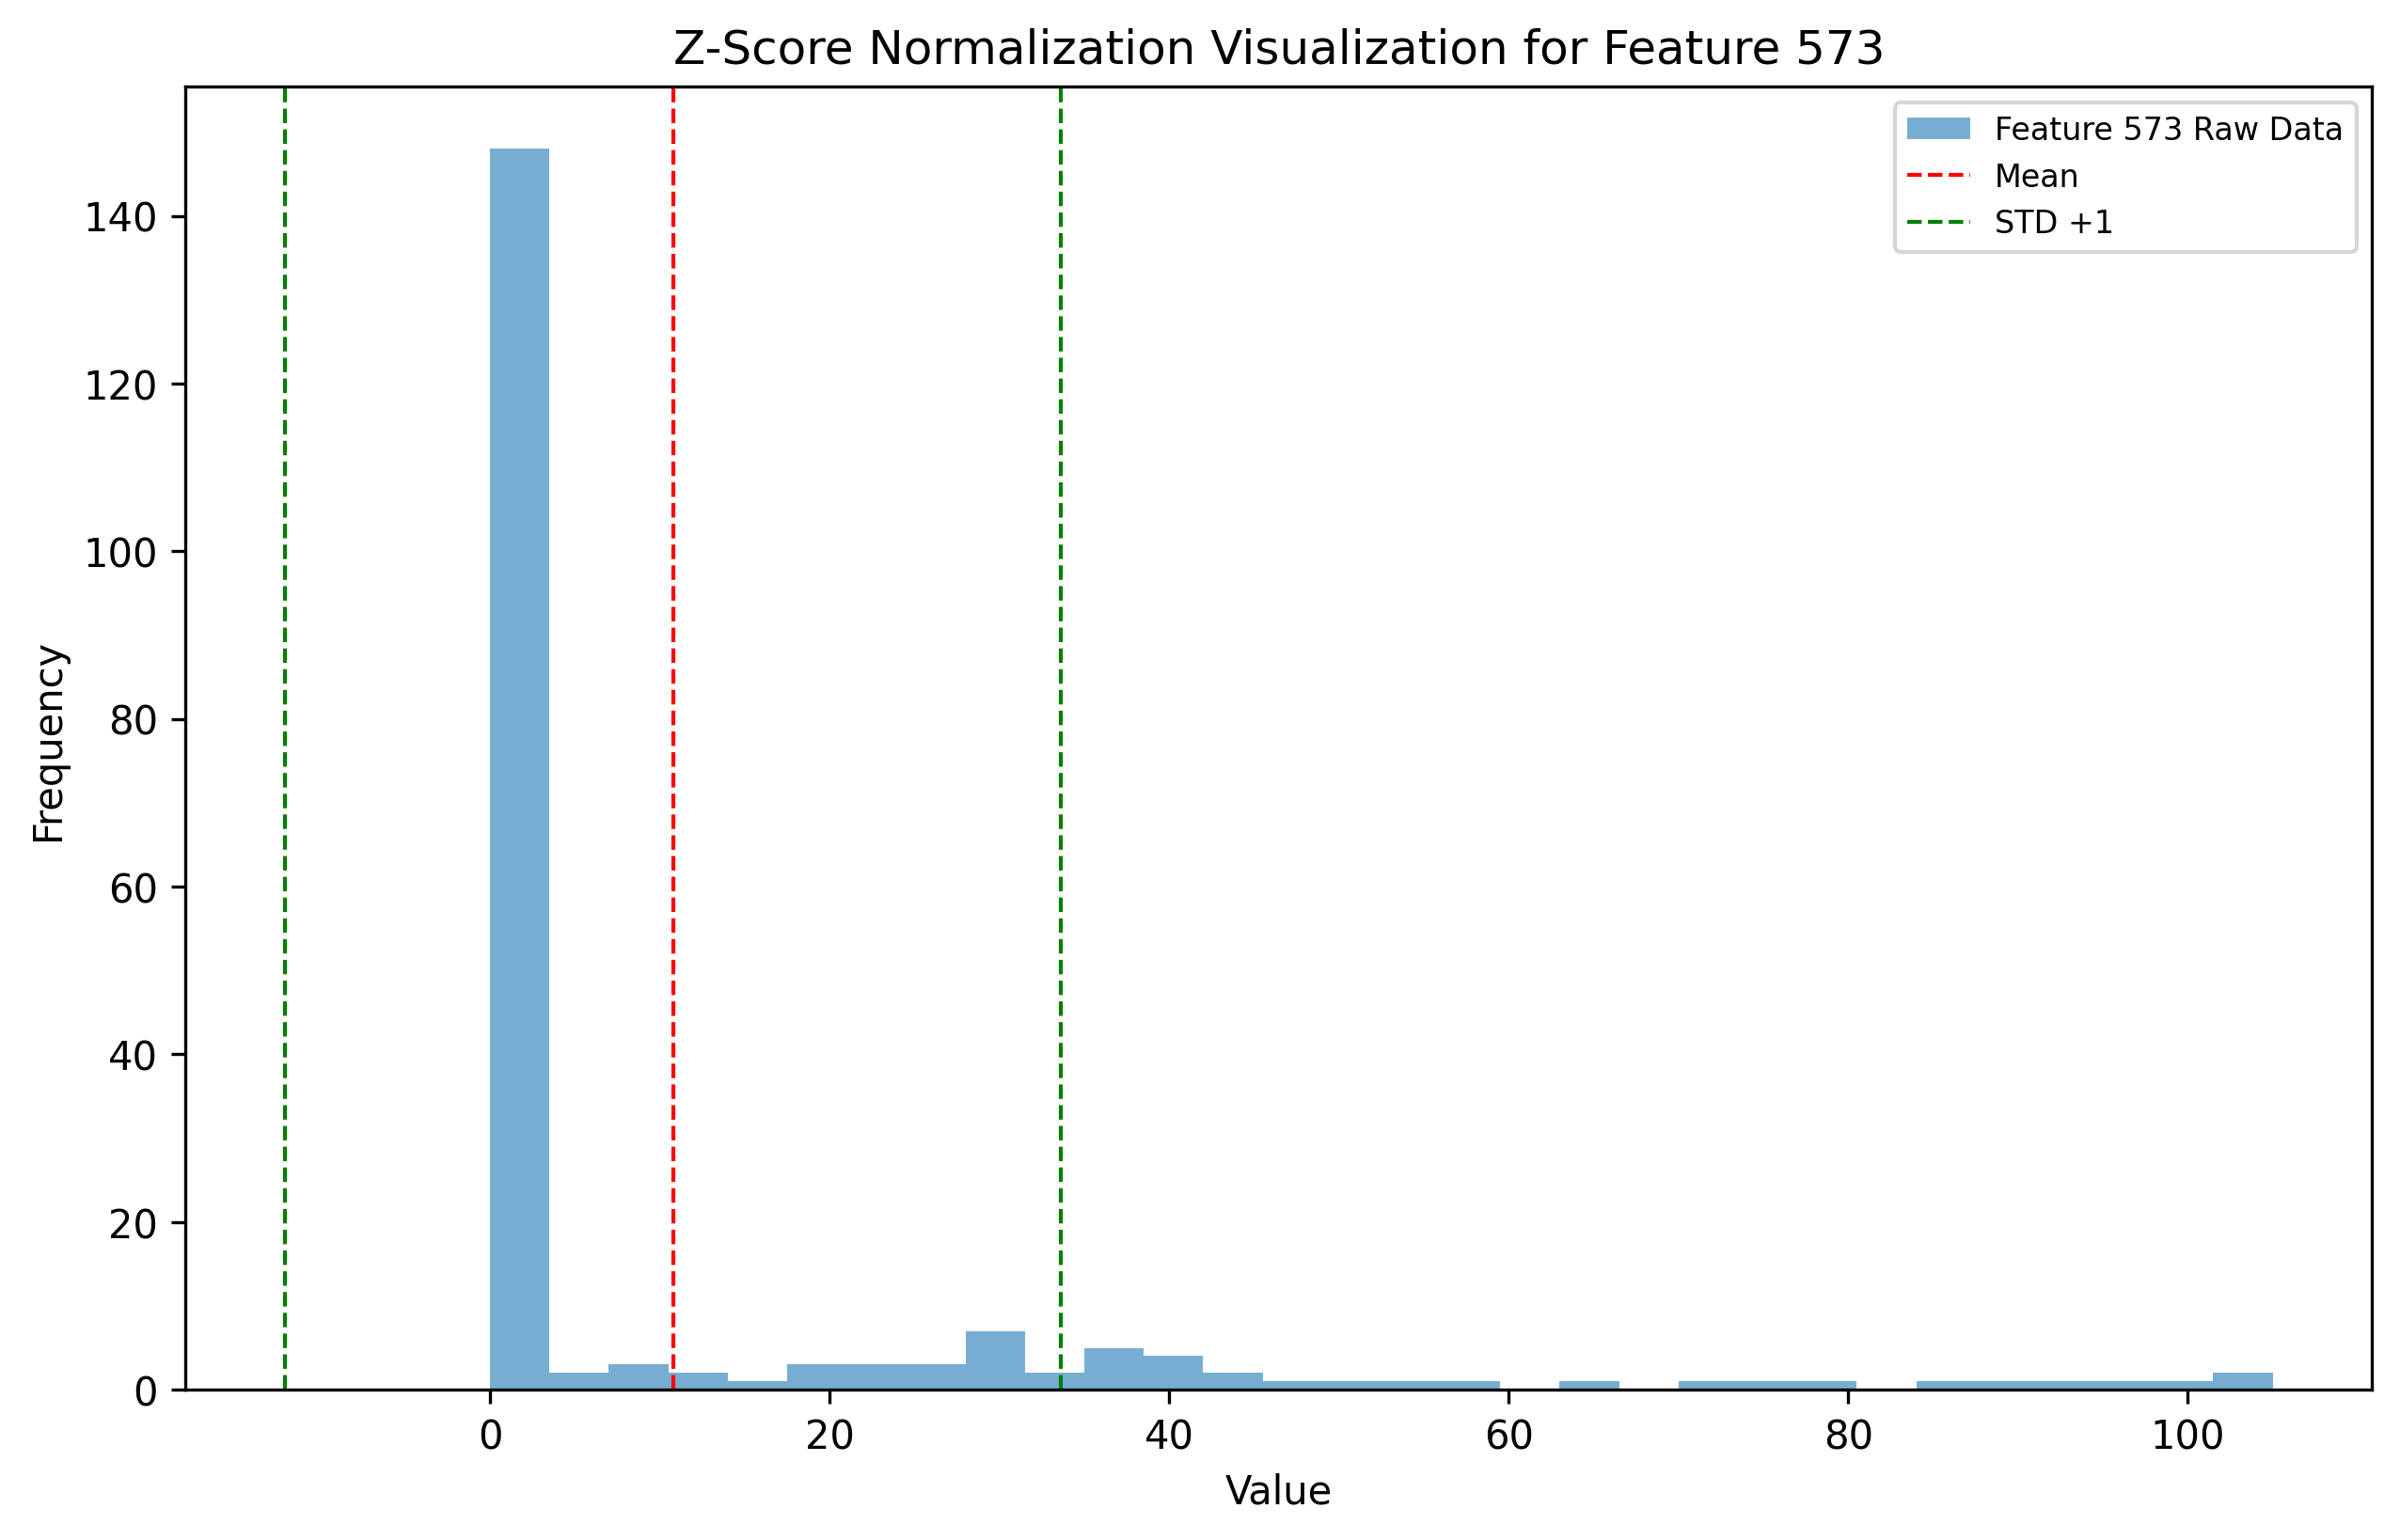 Z-Score Normalization Visualization for Feature 573
Feature 573 Raw Data
Mean
STD +1
Frequency
140
120
100
80
60
40
20
0
0 20 40 60 80 100
Value